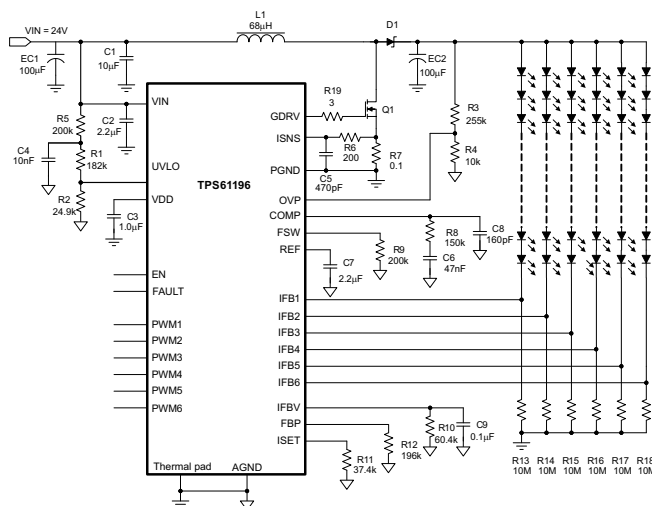 VIN = 24V
L1
68µH
D1
EC1
100µF
C1
10µF
EC2
100µF
R5
200k
C2
2.2µF
C4
10nF
R1
182k
R2
24.9k
C3
1.0µF
VIN
UVLO
VDD
TPS61196
EN
FAULT
PWM1
PWM2
PWM3
PWM4
PWM5
PWM6
Thermal pad
AGND
GDRV
ISNS
PGND
OVP
COMP
FSW
REF
IFB1
IFB2
IFB3
IFB4
IFB5
IFB6
IFBV
FBP
ISET
R19
3
Q1
R6
200
R7
0.1
C5
470pF
R3
255k
R4
10k
R8
150k
C8
160pF
R9
200k
C6
47nF
C7
2.2µF
R10
60.4k
C9
0.1µF
R12
196k
R11
37.4k
R13 R14 R15 R16 R17 R18
10M 10M 10M 10M 10M 10M